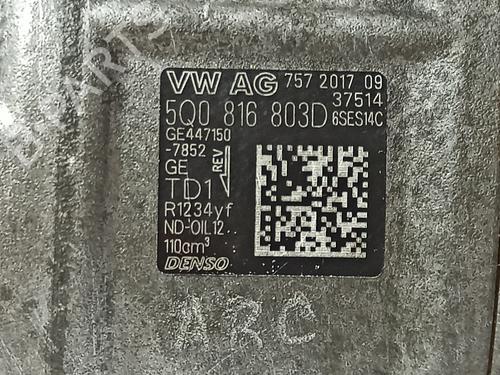 VW AG 757 2017 09
37514
5Q0 816 803D 6SES14C
GE447150
-7852
GE REV
TD1
R1234yf
ND-OIL12..
110cm³
DENSO
ARC